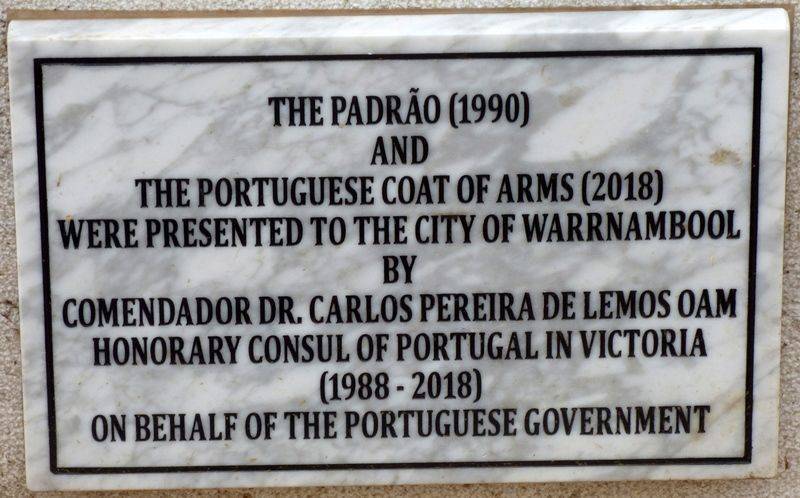 THE PADRÃO (1990)
AND
THE PORTUGUESE COAT OF ARMS (2018)
WERE PRESENTED TO THE CITY OF WARRNAMBOOL
BY
COMENDADOR DR. CARLOS PEREIRA DE LEMOS OAM
HONORARY CONSUL OF PORTUGAL IN VICTORIA
(1988 - 2018)
ON BEHALF OF THE PORTUGUESE GOVERNMENT